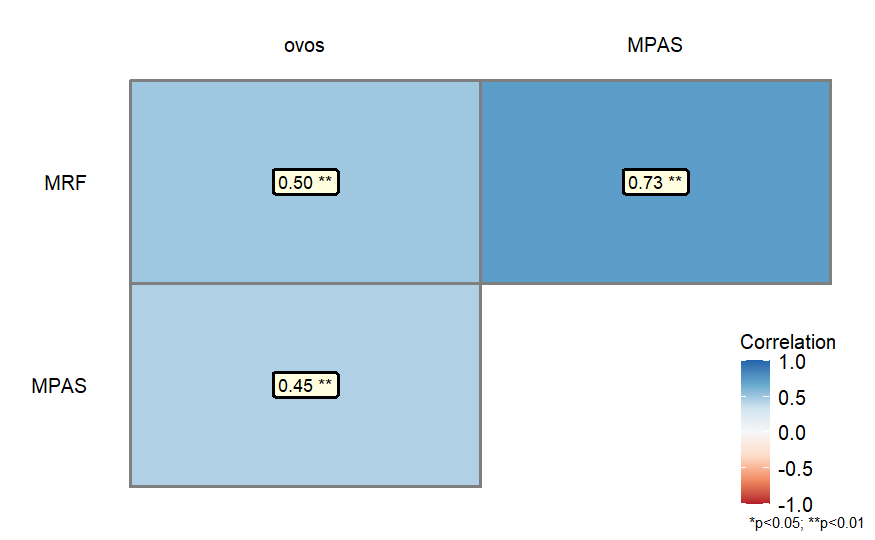 ovos MPAS
MRF 0.50 ** 0.73 **
MPAS 0.45 **
Correlation
1.0
0.5
0.0
-0.5
-1.0
*p<0.05; **p<0.01